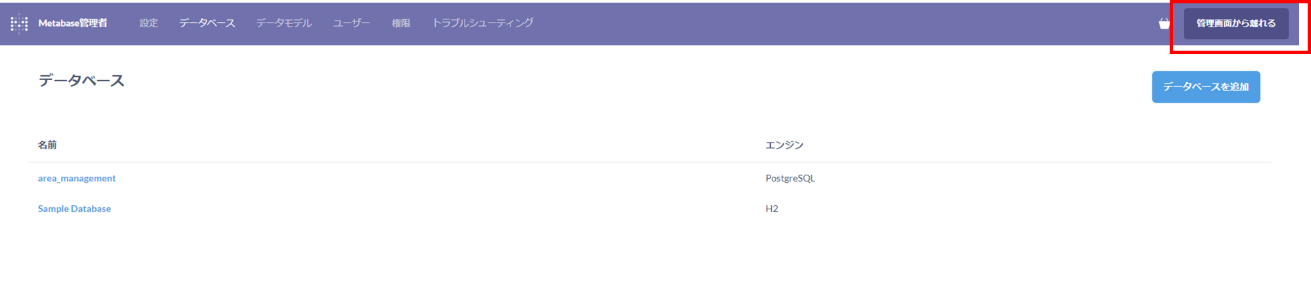 Metabase管理者 設定 データベース データモデル ユーザー 権限 トラブルシューティング 管理画面から離れる
データベース データベースを追加
名前 エンジン
area_management PostgreSQL
Sample Database H2